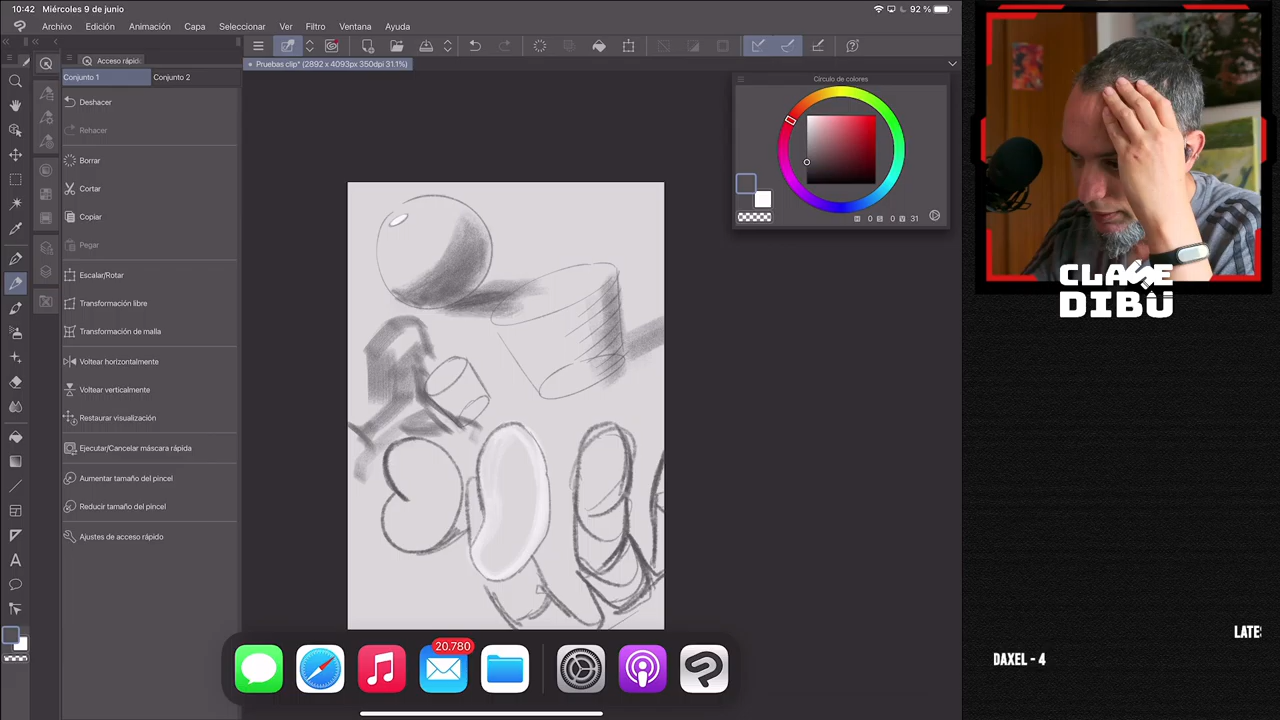 10:42 Miércoles 9 de junio
92 %
Archivo Edición Animación Capa Seleccionar Ver Filtro Ventana Ayuda
Acceso rápid
Conjunto 1 Conjunto 2
Pruebas clip* (2892 x 4093px 350dpi 31.1%)
Círculo de colores
H 0 S 0 V 31
Deshacer
Rehacer
Borrar
Cortar
Copiar
Pegar
Escalar/Rotar
Transformación libre
Transformación de malla
Voltear horizontalmente
Voltear verticalmente
Restaurar visualización
Ejecutar/Cancelar máscara rápida
Aumentar tamaño del pincel
Reducir tamaño del pincel
Ajustes de acceso rápido
A
20.780
CLASE
DIBU
LATE
DAXEL - 4